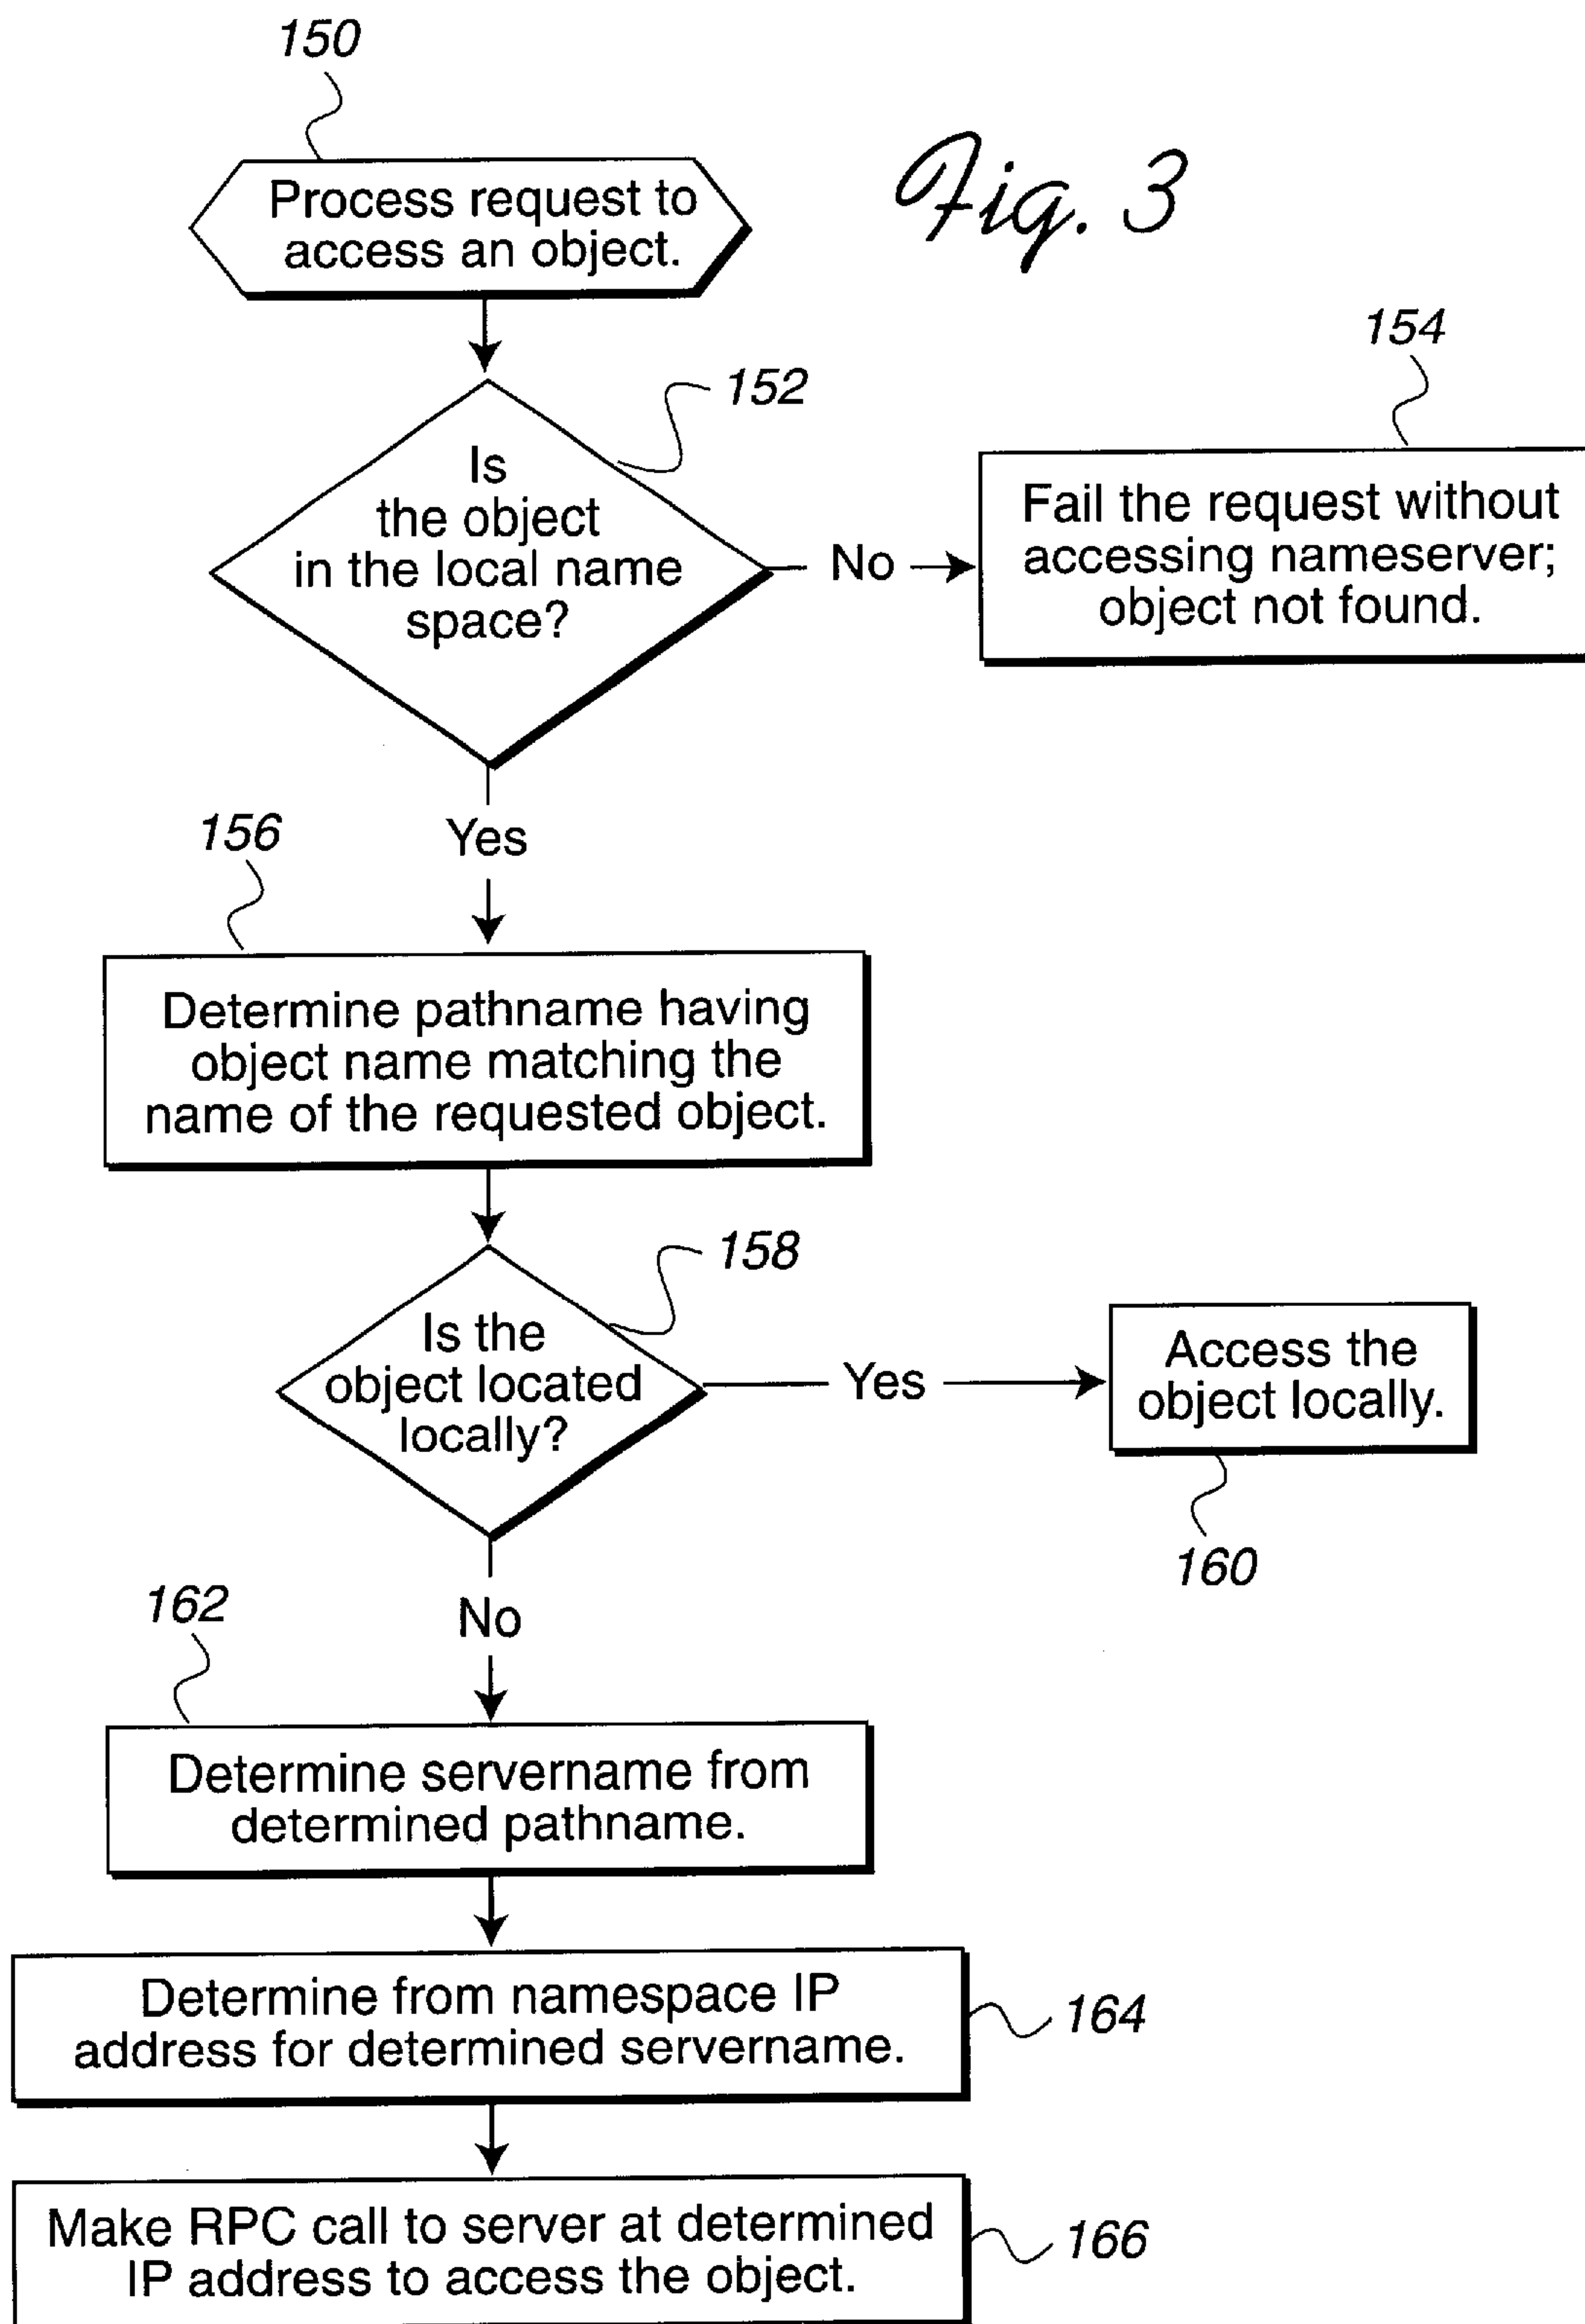 150
Process request to
access an object.
Fig. 3
152
Is
the object
in the local name
space?
No
154
Fail the request without
accessing nameserver;
object not found.
Yes
156
Determine pathname having
object name matching the
name of the requested object.
158
Is the
object located
locally?
Yes
Access the
object locally.
160
No
162
Determine servername from
determined pathname.
Determine from namespace IP
address for determined servername.
164
Make RPC call to server at determined
IP address to access the object.
166